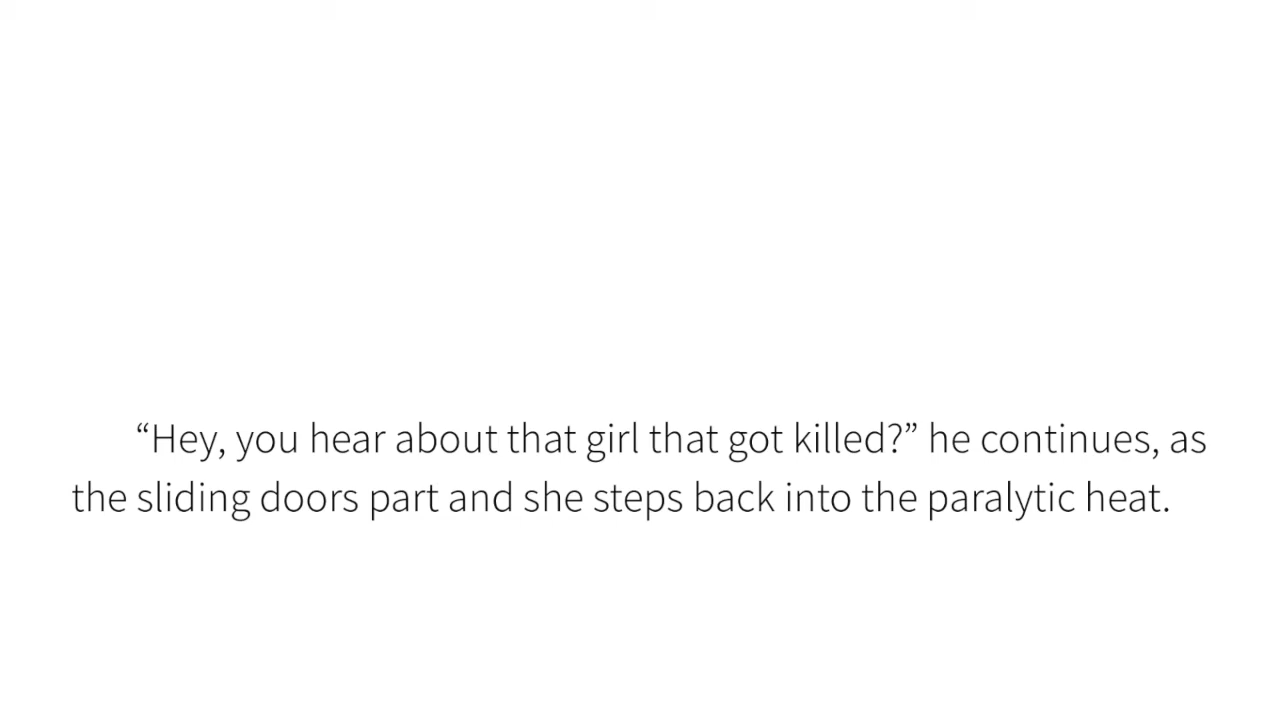 “Hey, you hear about that girl that got killed?” he continues, as
the sliding doors part and she steps back into the paralytic heat.